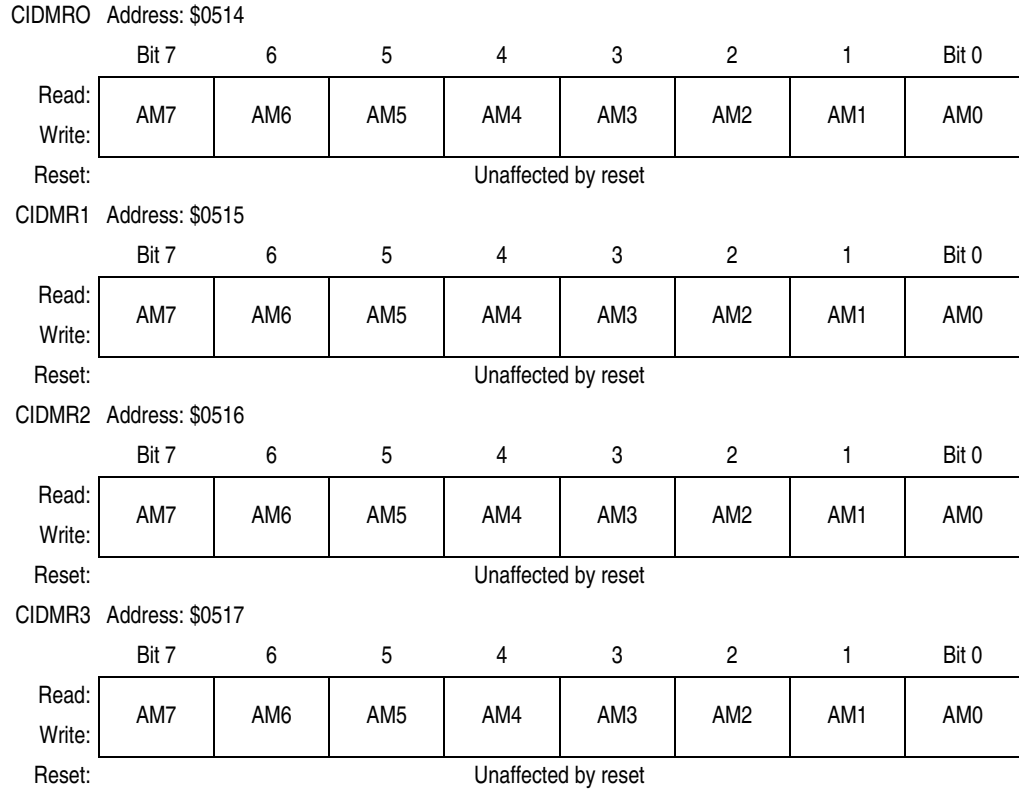 CIDMRO Address: $0514
Bit 7 6 5 4 3 2 1 Bit 0
Read:
AM7 AM6 AM5 AM4 AM3 AM2 AM1 AM0
Write:
Reset: Unaffected by reset
CIDMR1 Address: $0515
Bit 7 6 5 4 3 2 1 Bit 0
Read:
AM7 AM6 AM5 AM4 AM3 AM2 AM1 AM0
Write:
Reset: Unaffected by reset
CIDMR2 Address: $0516
Bit 7 6 5 4 3 2 1 Bit 0
Read:
AM7 AM6 AM5 AM4 AM3 AM2 AM1 AM0
Write:
Reset: Unaffected by reset
CIDMR3 Address: $0517
Bit 7 6 5 4 3 2 1 Bit 0
Read:
AM7 AM6 AM5 AM4 AM3 AM2 AM1 AM0
Write:
Reset: Unaffected by reset